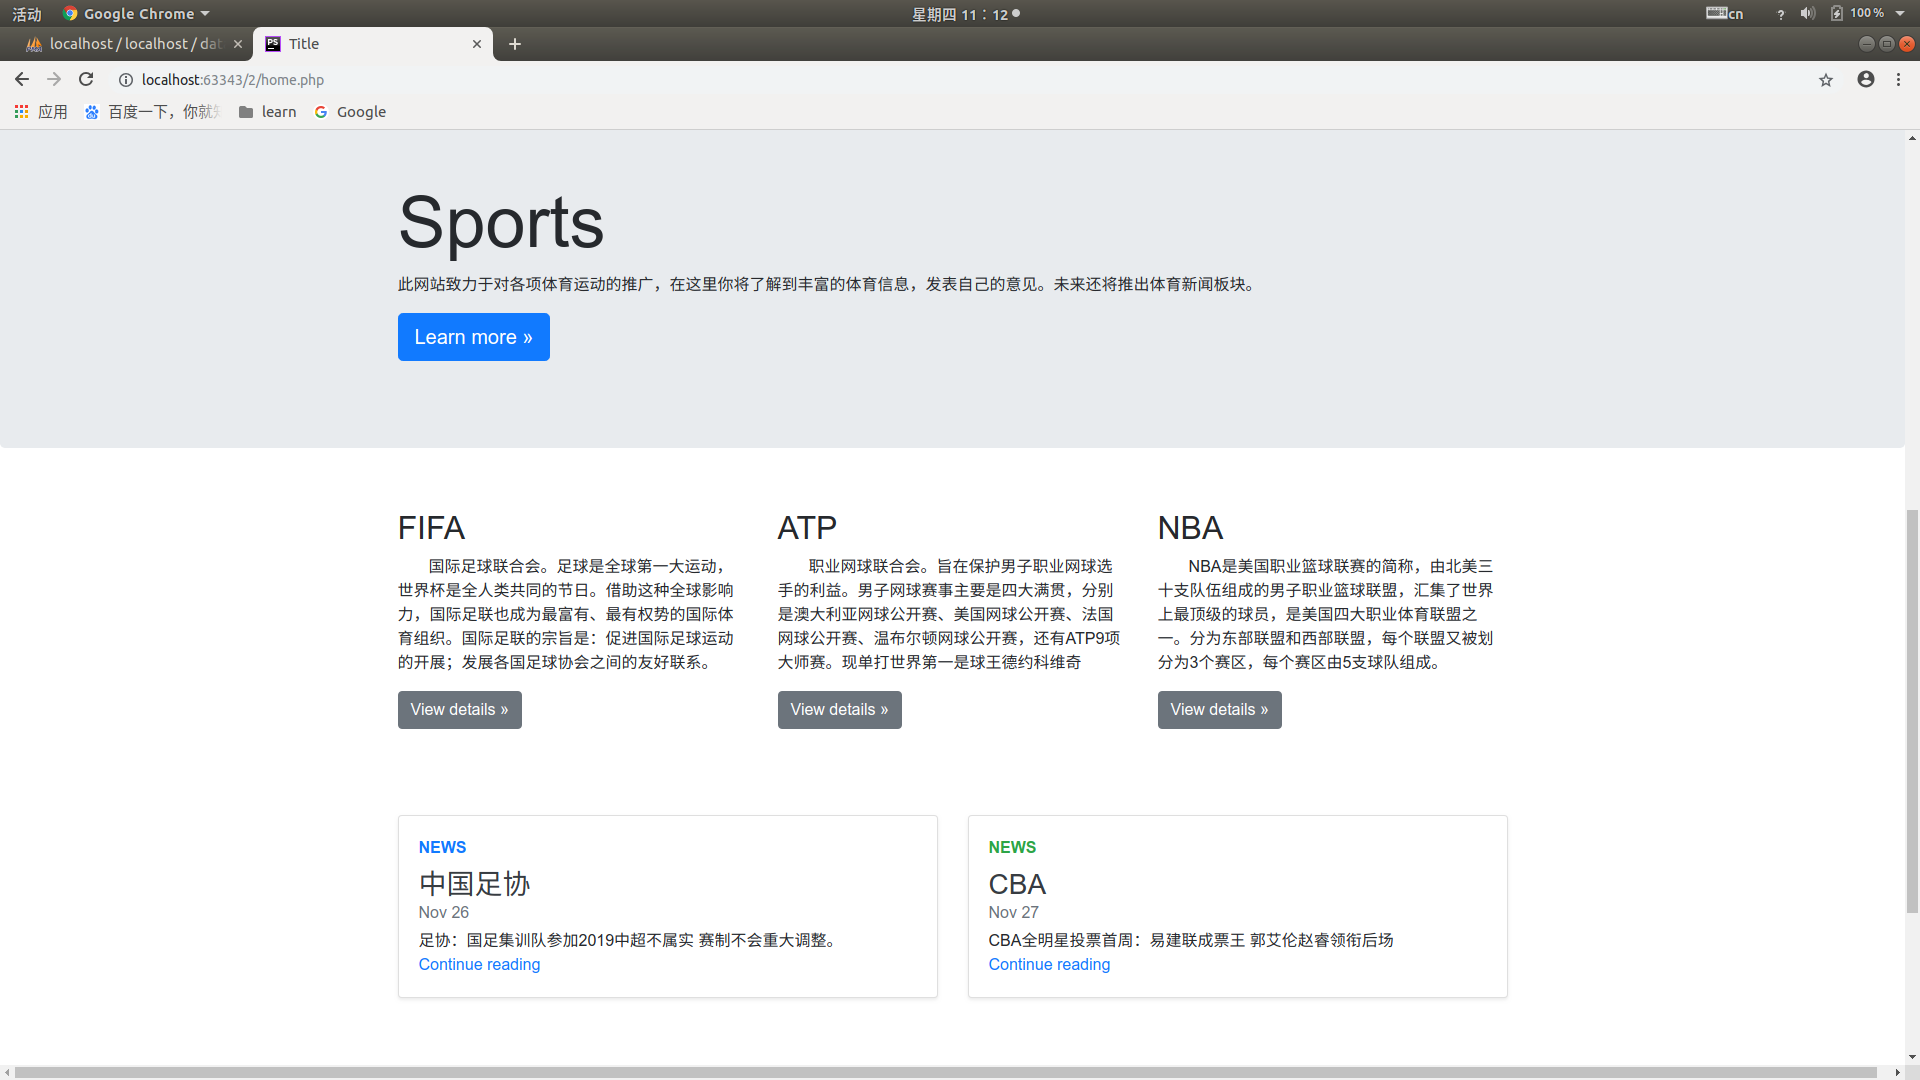 活动 Google Chrome 星期四 11：12 cn ? 100%
localhost / localhost / dat Title
localhost:63343/2/home.php
应用 百度一下，你就知 learn Google
Sports
此网站致力于对各项体育运动的推广，在这里你将了解到丰富的体育信息，发表自己的意见。未来还将推出体育新闻板块。
Learn more »
FIFA
国际足球联合会。足球是全球第一大运动，
世界杯是全人类共同的节日。借助这种全球影响
力，国际足联也成为最富有、最有权势的国际体
育组织。国际足联的宗旨是：促进国际足球运动
的开展；发展各国足球协会之间的友好联系。
View details »
ATP
职业网球联合会。旨在保护男子职业网球选
手的利益。男子网球赛事主要是四大满贯，分别
是澳大利亚网球公开赛、美国网球公开赛、法国
网球公开赛、温布尔顿网球公开赛，还有ATP9项
大师赛。现单打世界第一是球王德约科维奇
View details »
NBA
NBA是美国职业篮球联赛的简称，由北美三
十支队伍组成的男子职业篮球联盟，汇集了世界
上最顶级的球员，是美国四大职业体育联盟之
一。分为东部联盟和西部联盟，每个联盟又被划
分为3个赛区，每个赛区由5支球队组成。
View details »
NEWS
中国足协
Nov 26
足协：国足集训队参加2019中超不属实 赛制不会重大调整。
Continue reading
NEWS
CBA
Nov 27
CBA全明星投票首周：易建联成票王 郭艾伦赵睿领衔后场
Continue reading